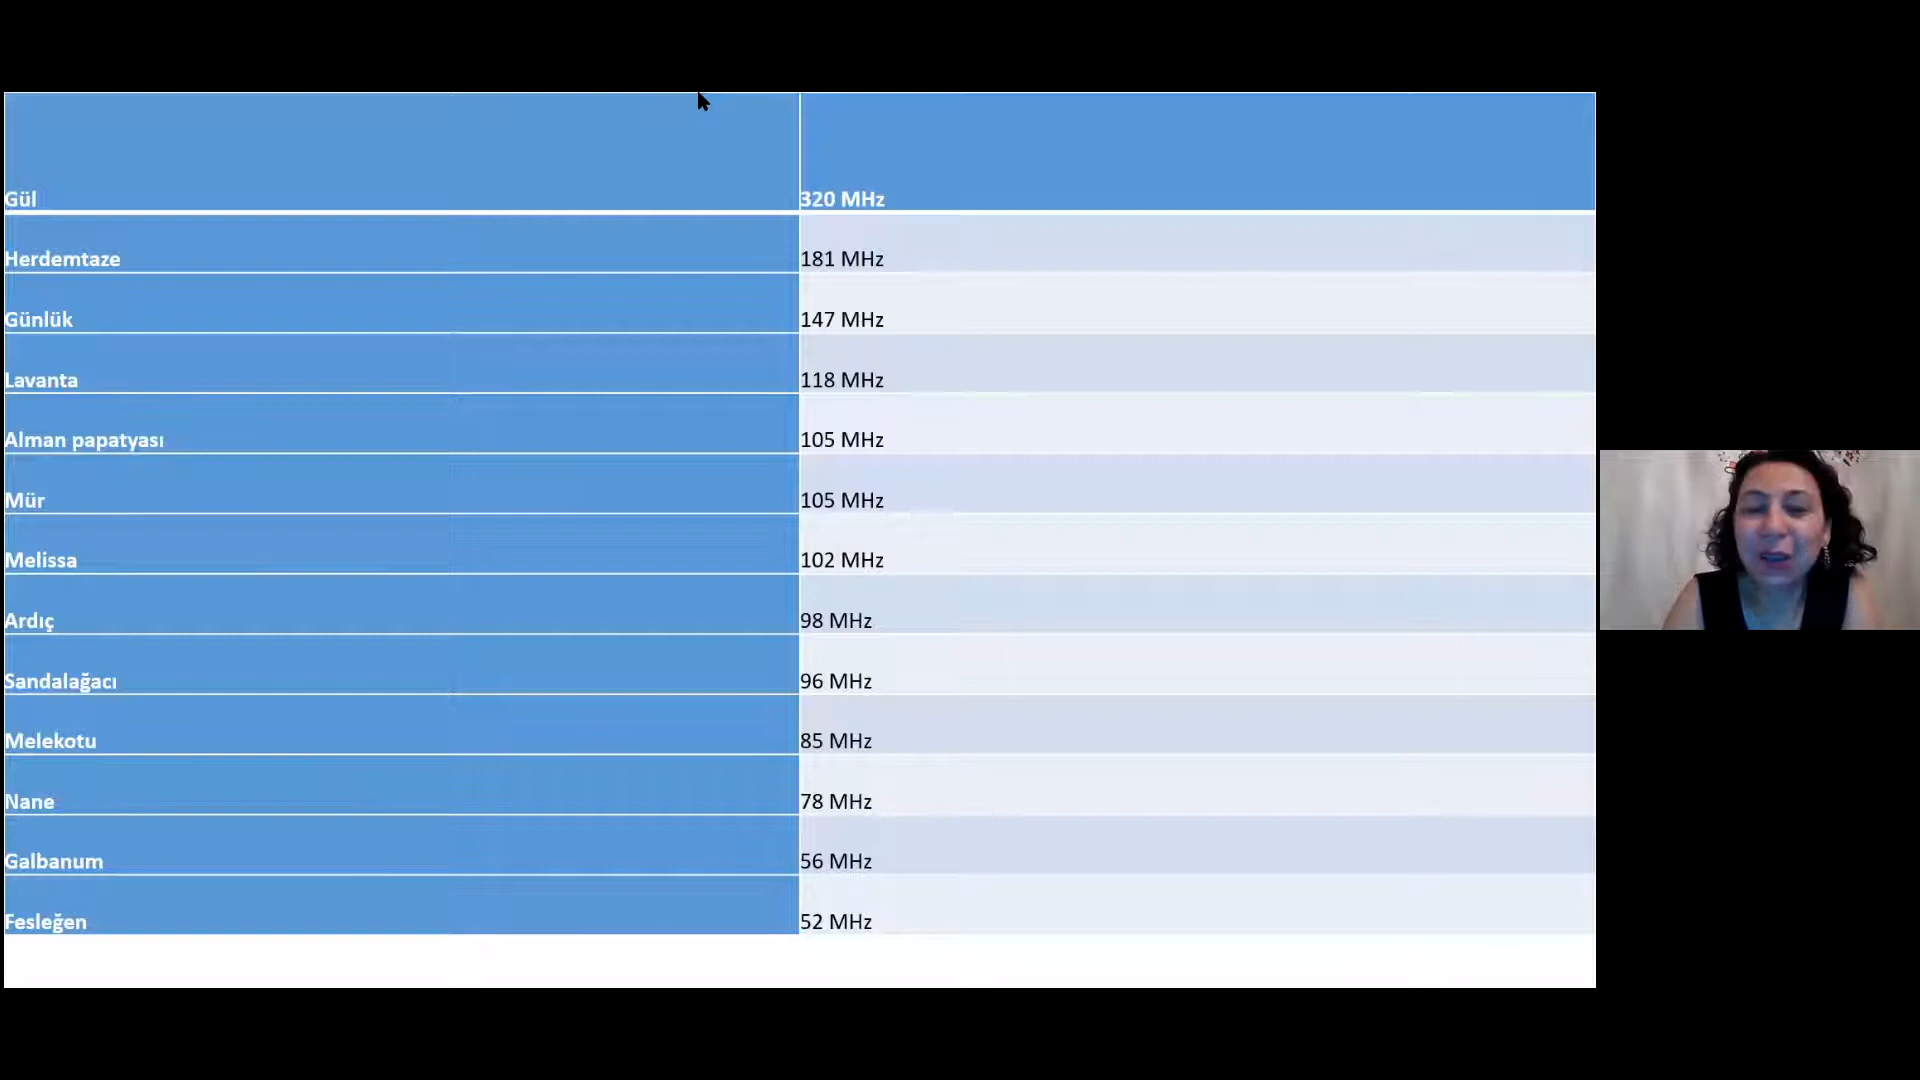 Gül 320 MHz
Herdemtaze 181 MHz
Günlük 147 MHz
Lavanta 118 MHz
Alman papatyası 105 MHz
Mür 105 MHz
Melissa 102 MHz
Ardıç 98 MHz
Sandalağacı 96 MHz
Melekotu 85 MHz
Nane 78 MHz
Galbanum 56 MHz
Fesleğen 52 MHz